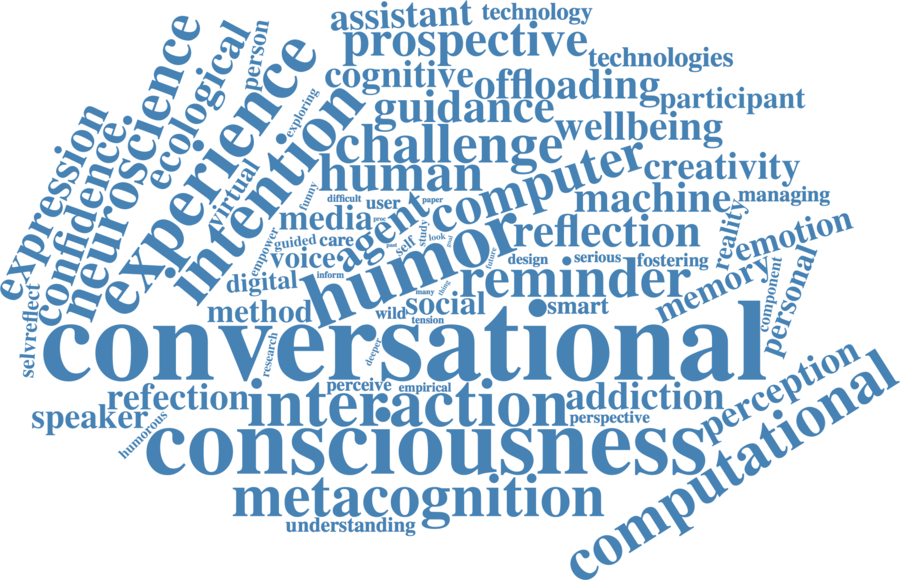 assistant
technology
prospective
technologies
cognitive
offloading
participant
guidance
wellbeing
challenge
creativity
human
computer
machine
managing
experience
neuroscience
ecological
person
exploring
intention
expression
confidence
virtual
funny
difficult
user
paper
media
agent
humor
reflection
reality
emotion
empower
guided
care
self
study
look
voice
design
serious
fostering
future
digital
inform
reminder
memory
component
personal
many
thing
method
wild
social
smart
tension
selvreflect
conversational
research
deeper
perceive
empirical
refection
interaction
addiction
perspective
perception
speaker
humorous
consciousness
computational
metacognition
understanding